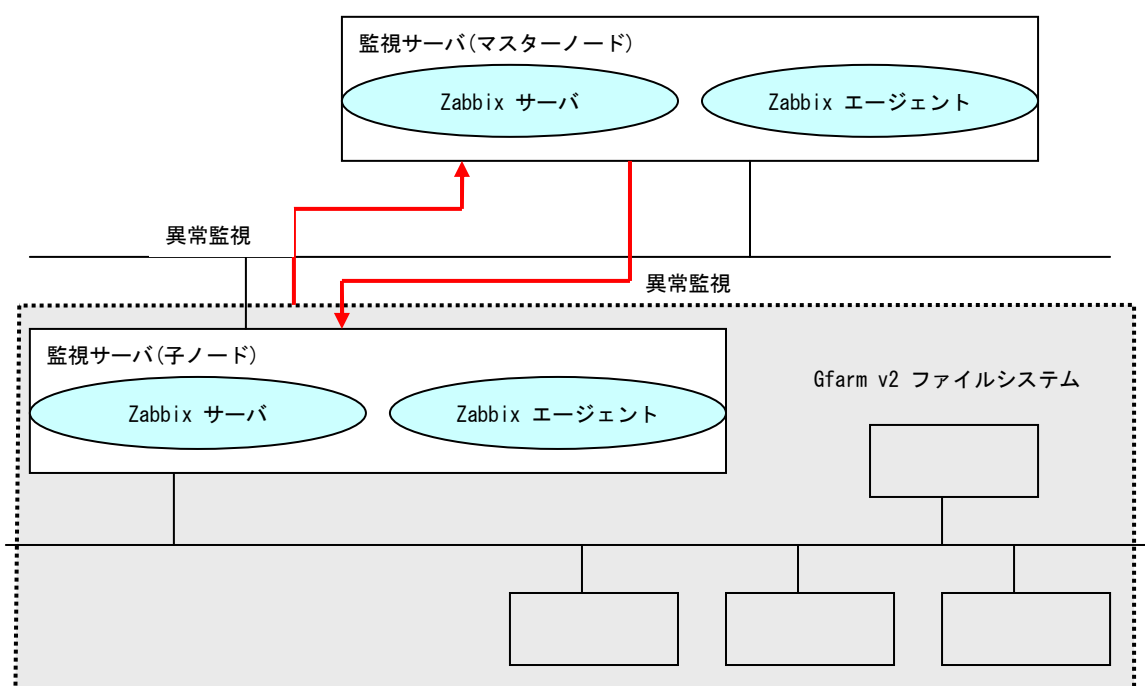 監視サーバ(マスターノード)
Zabbix サーバ
Zabbix エージェント
異常監視
異常監視
監視サーバ(子ノード)
Gfarm v2 ファイルシステム
Zabbix サーバ
Zabbix エージェント